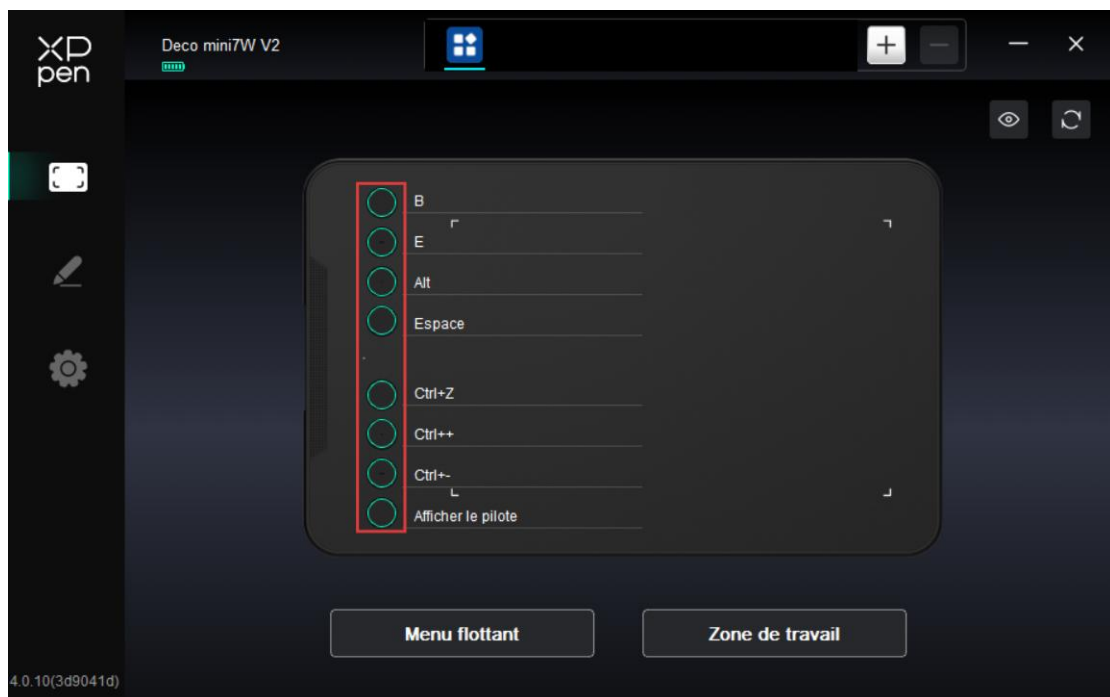 XP
pen
Deco mini7W V2
B
E
Alt
Espace
Ctrl+Z
Ctrl++
Ctrl+-
Afficher le pilote
Menu flottant
Zone de travail
4.0.10(3d9041d)